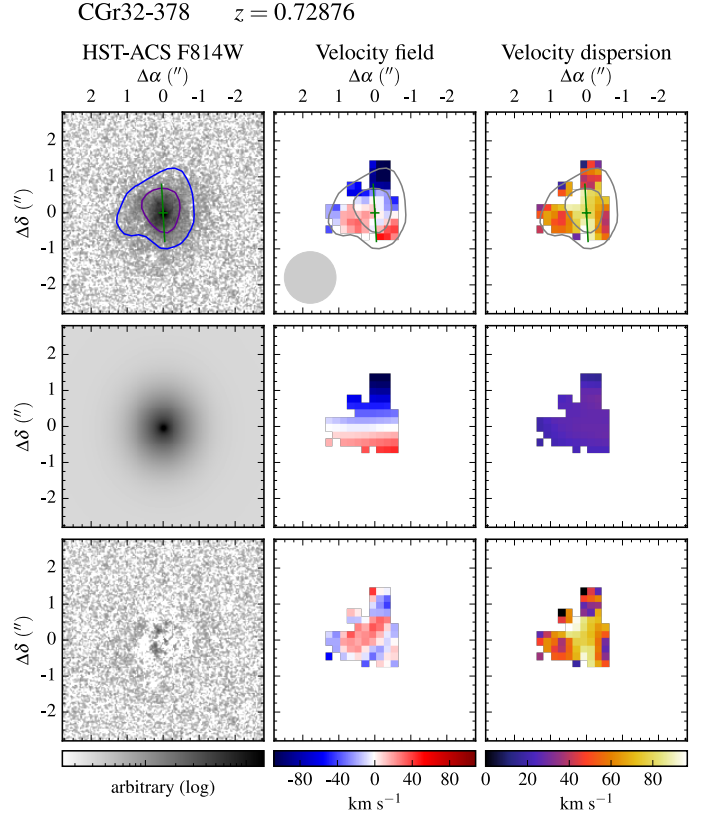 CGr32-378 z = 0.72876
HST-ACS F814W Velocity field Velocity dispersion
Δα (″) Δα (″) Δα (″)
2 1 0 -1 -2 2 1 0 -1 -2 2 1 0 -1 -2
Δδ (″)
2
1
0
-1
-2
Δδ (″)
2
1
0
-1
-2
Δδ (″)
2
1
0
-1
-2
arbitrary (log)
-80 -40 0 40 80
km s⁻¹
0 20 40 60 80
km s⁻¹